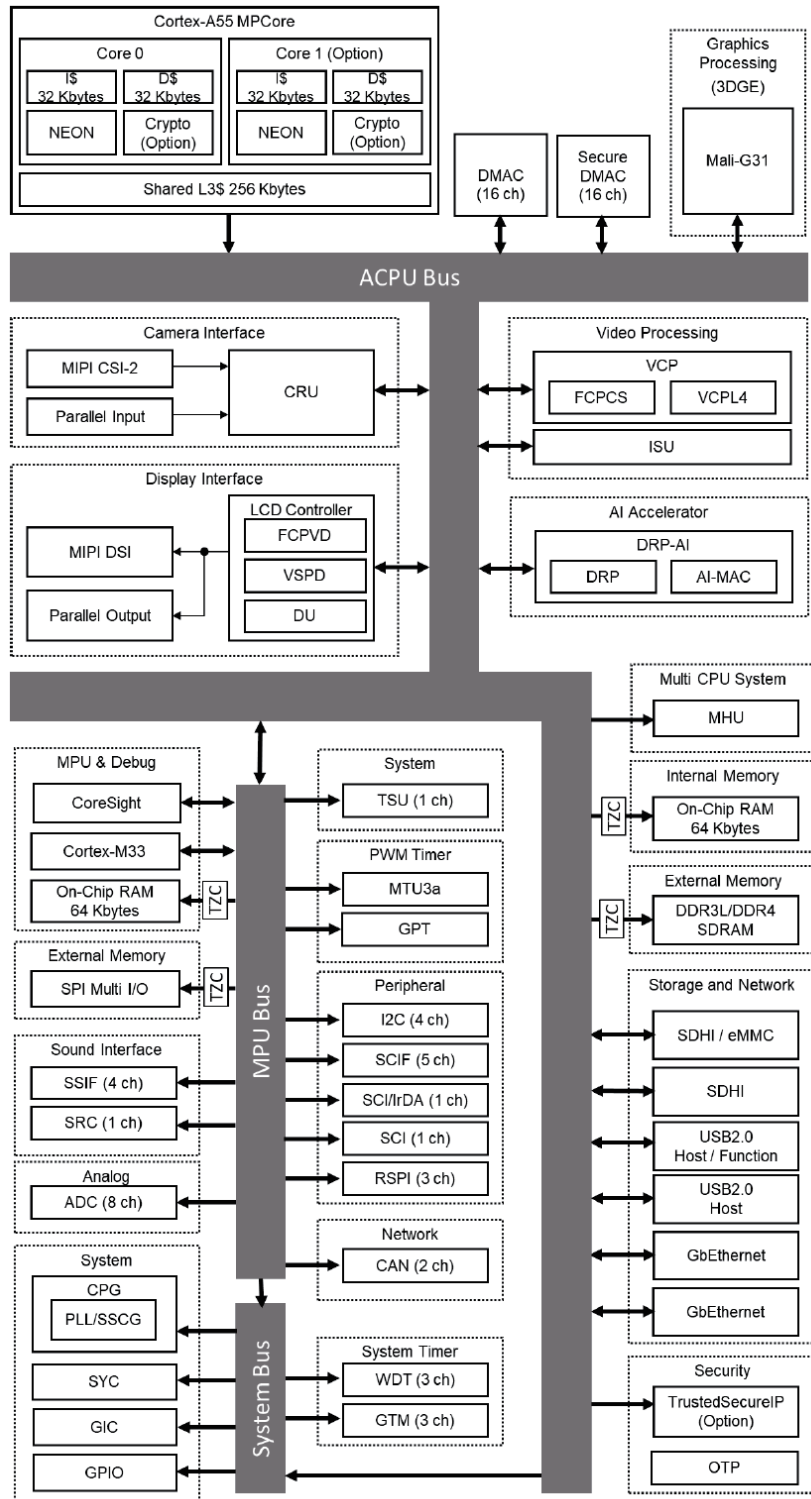 Cortex-A55 MPCore
Core 0
I$
32 Kbytes
D$
32 Kbytes
NEON
Crypto
(Option)
Core 1 (Option)
I$
32 Kbytes
D$
32 Kbytes
NEON
Crypto
(Option)
Shared L3$ 256 Kbytes
DMAC
(16 ch)
Secure
DMAC
(16 ch)
Graphics
Processing
(3DGE)
Mali-G31
ACPU Bus
Camera Interface
MIPI CSI-2
Parallel Input
CRU
Video Processing
VCP
FCPCS
VCPL4
ISU
Display Interface
LCD Controller
FCPVD
VSPD
DU
MIPI DSI
Parallel Output
AI Accelerator
DRP-AI
DRP
AI-MAC
Multi CPU System
MHU
Internal Memory
TZC
On-Chip RAM
64 Kbytes
External Memory
TZC
DDR3L/DDR4
SDRAM
Storage and Network
SDHI / eMMC
SDHI
USB2.0
Host / Function
USB2.0
Host
GbEthernet
GbEthernet
Security
TrustedSecureIP
(Option)
OTP
MPU & Debug
CoreSight
Cortex-M33
On-Chip RAM
64 Kbytes
TZC
External Memory
SPI Multi I/O
TZC
Sound Interface
SSIF (4 ch)
SRC (1 ch)
Analog
ADC (8 ch)
System
CPG
PLL/SSCG
SYC
GIC
GPIO
MPU Bus
System Bus
System
TSU (1 ch)
PWM Timer
MTU3a
GPT
Peripheral
I2C (4 ch)
SCIF (5 ch)
SCI/IrDA (1 ch)
SCI (1 ch)
RSPI (3 ch)
Network
CAN (2 ch)
System Timer
WDT (3 ch)
GTM (3 ch)